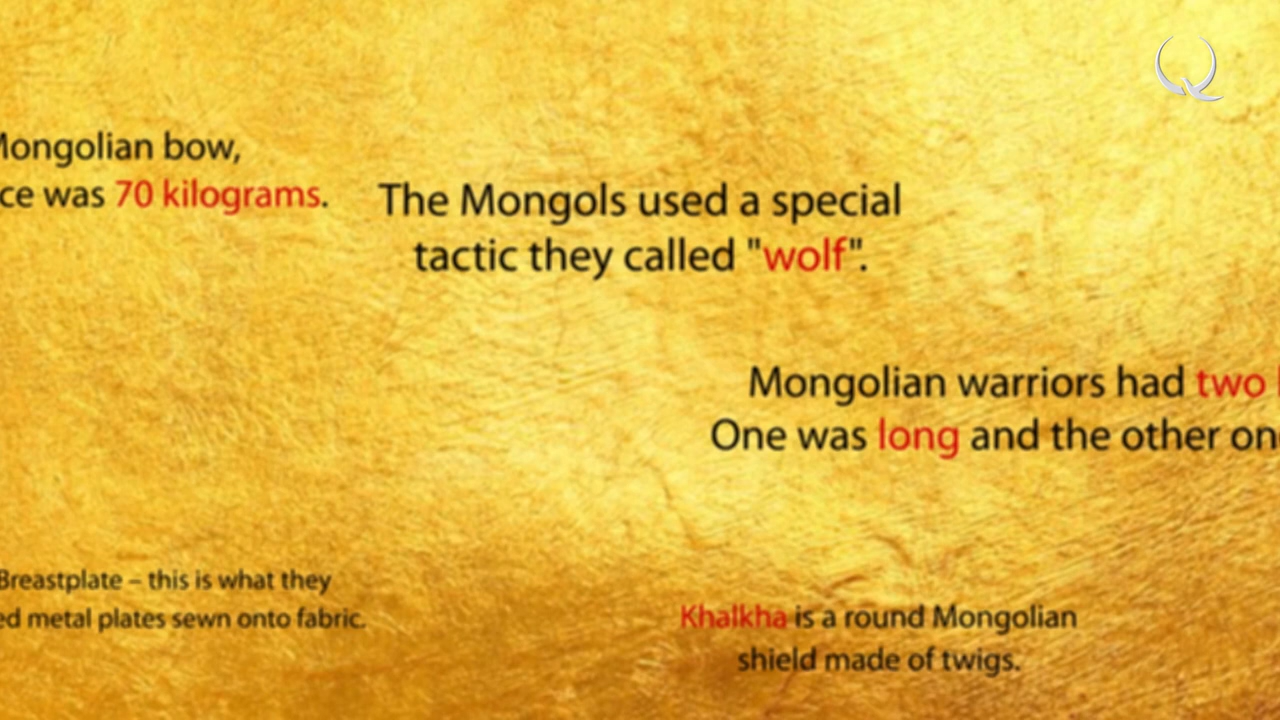 Mongolian bow,
ce was 70 kilograms.
The Mongols used a special
tactic they called "wolf".
Mongolian warriors had two
One was long and the other on
Breastplate – this is what they
ed metal plates sewn onto fabric.
Khalkha is a round Mongolian
shield made of twigs.